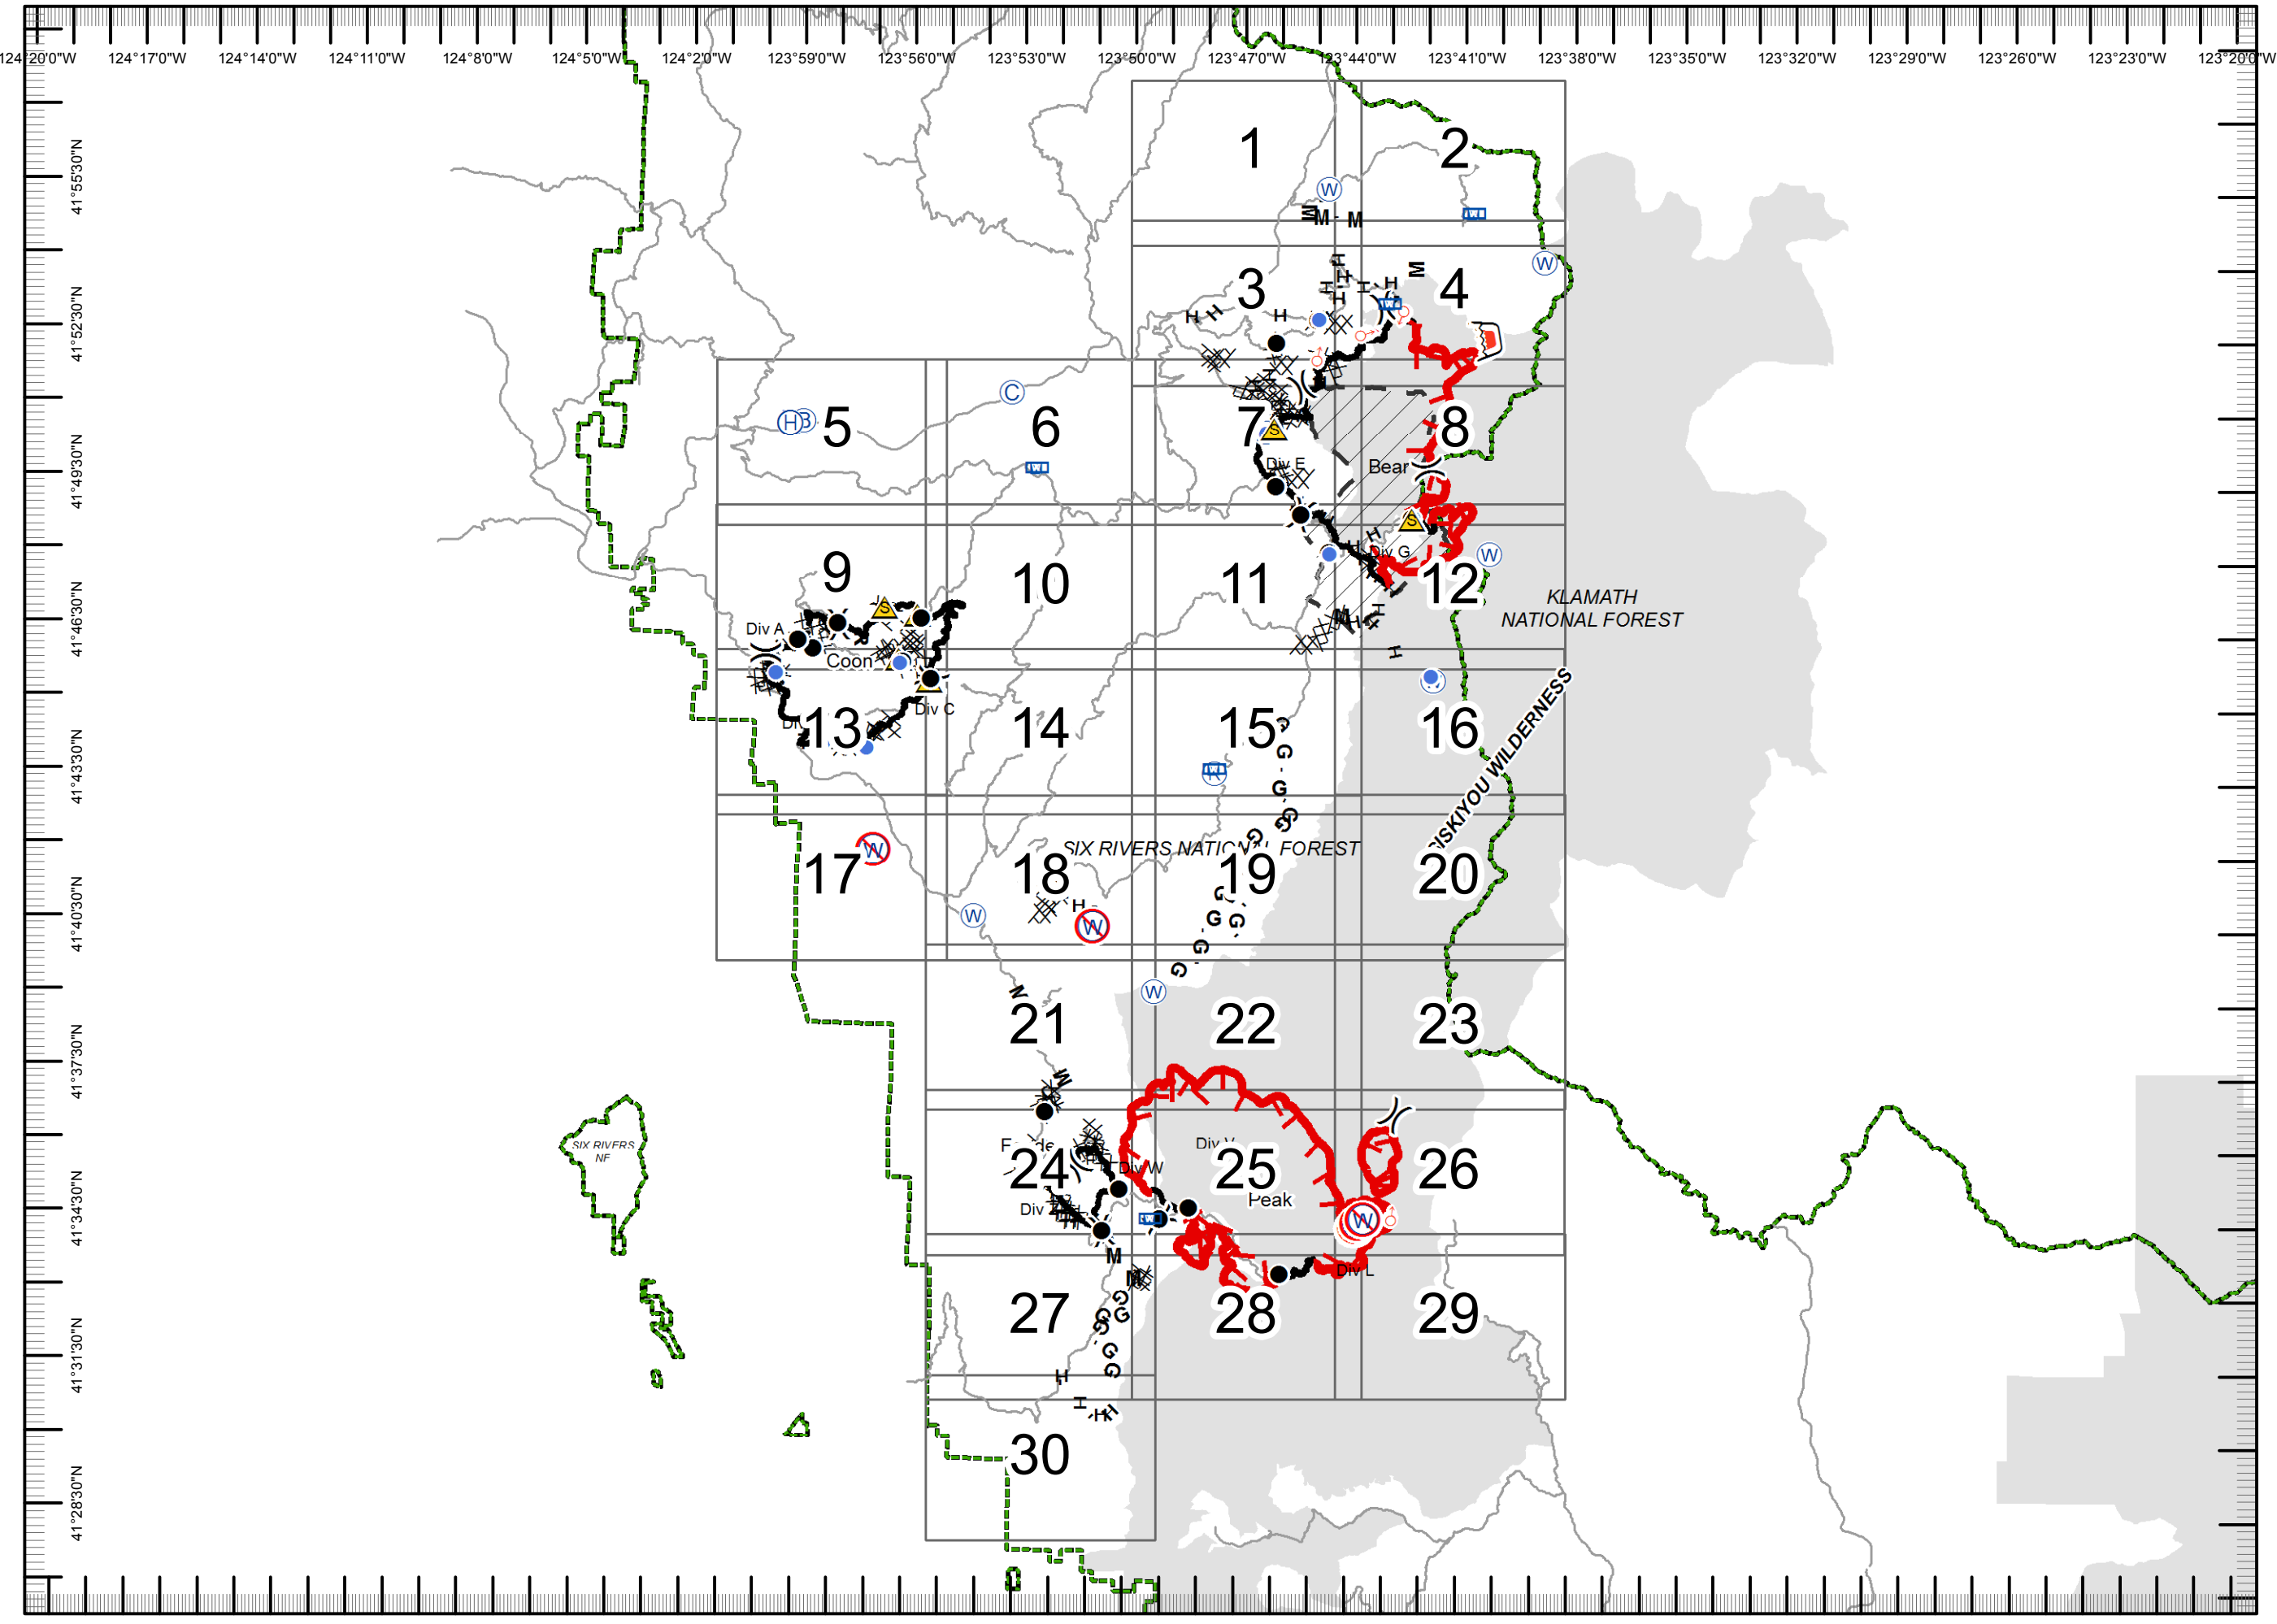 124°20'0"W 124°17'0"W 124°14'0"W 124°11'0"W 124°8'0"W 124°5'0"W 124°2'0"W 123°59'0"W 123°56'0"W 123°53'0"W 123°50'0"W 123°47'0"W 123°44'0"W 123°41'0"W 123°38'0"W 123°35'0"W 123°32'0"W 123°29'0"W 123°26'0"W 123°23'0"W 123°20'0"W
41°55'30"N
41°52'30"N
41°49'30"N
41°46'30"N
41°43'30"N
41°40'30"N
41°37'30"N
41°34'30"N
41°31'30"N
41°28'30"N
1
2
W
M
M
M
W
3
4
H
H
H
H
H
M
C
H
B
5
6
7
S
8
Div E
Bear
9
10
11
S
Div G
12
W
KLAMATH
NATIONAL FOREST
S
Div A
Coon
Div C
13
14
15
16
SISKIYOU WILDERNESS
G
G
G
G
G
W
17
SIX RIVERS NATIONAL FOREST
18
19
20
W
H
W
G
G
G
G
G
W
21
22
23
SIX RIVERS
NF
24
Div W
25
Peak
26
W
M
M
Div L
27
28
29
G
G
G
G
G
H
H
H
H
30